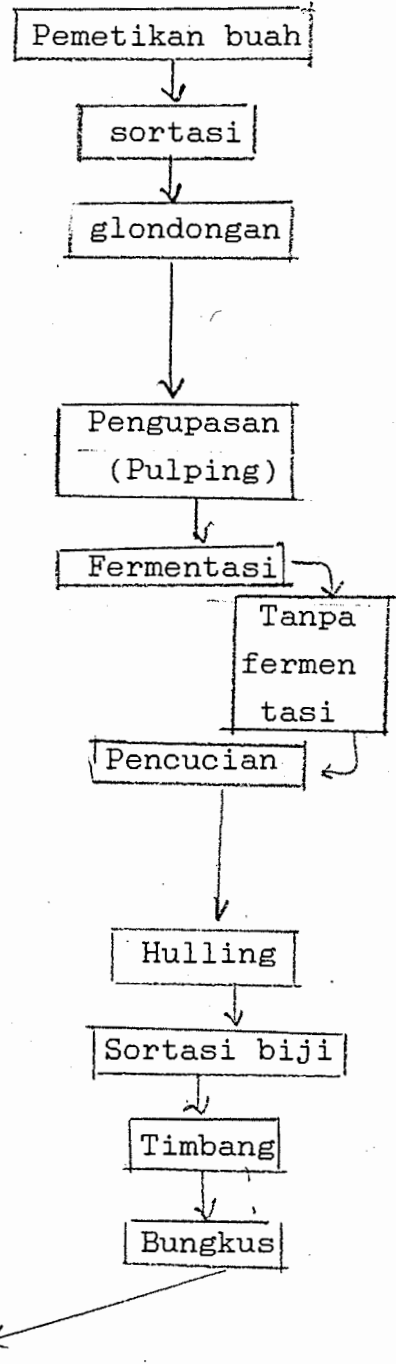 Pemetikan buah
sortasi
glondongan
Pengupasan
(Pulping)
Fermentasi
Tanpa
fermen
tasi
Pencucian
Hulling
Sortasi biji
Timbang
Bungkus